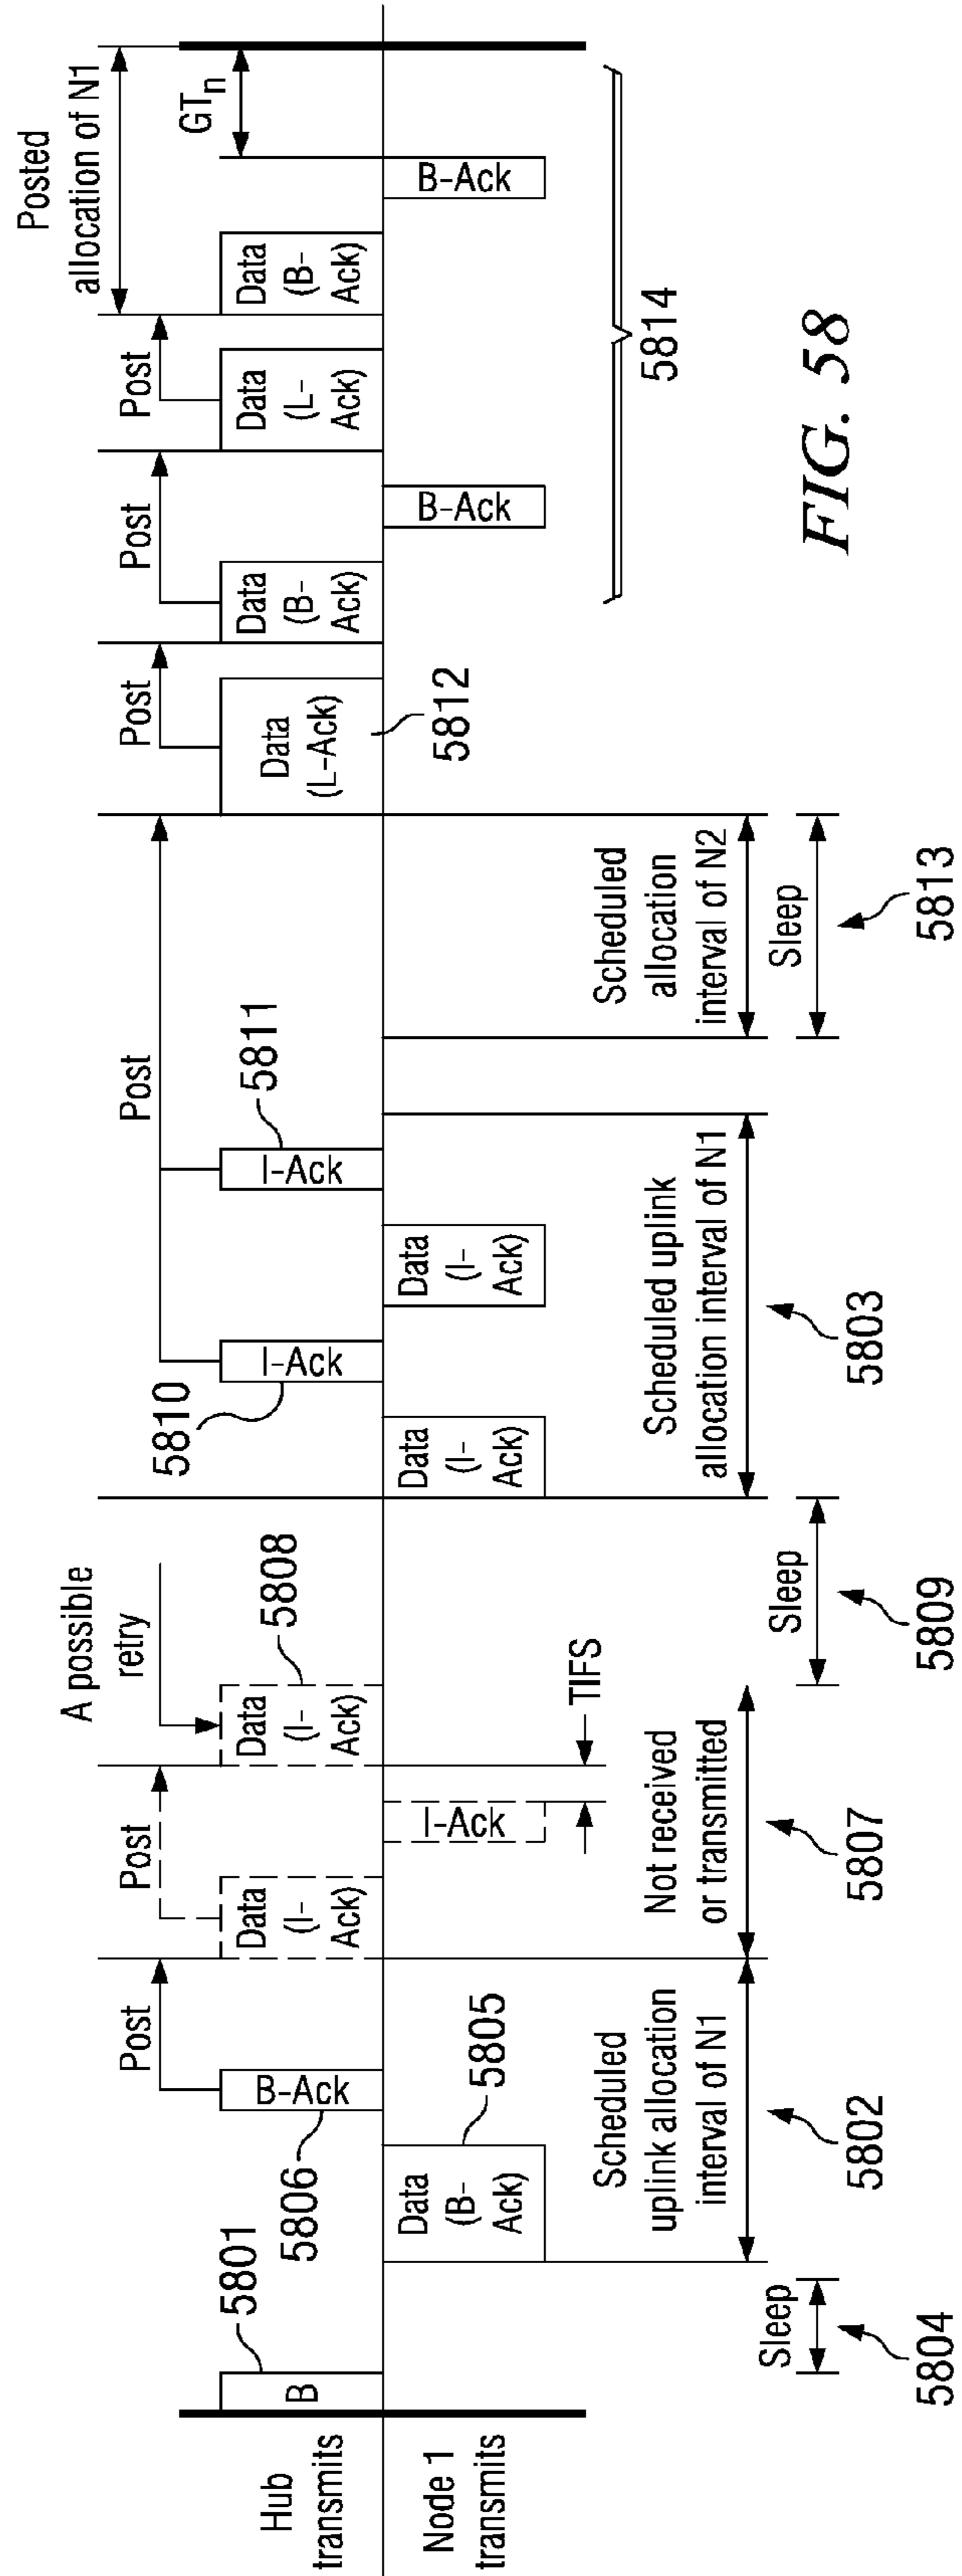 Hub
transmits
Node 1
transmits
B
5801
Sleep
5804
Data
(B-
Ack)
5805
B-Ack
5806
Post
Scheduled
uplink allocation
interval of N1
5802
Data
(I-
Ack)
Post
I-Ack
TIFS
A possible
retry
Data
(I-
Ack)
5808
Not received
or transmitted
5807
Sleep
5809
Data
(I-
Ack)
I-Ack
5810
Data
(I-
Ack)
I-Ack
5811
Post
Scheduled uplink
allocation interval of N1
5803
Scheduled
allocation
interval of N2
Sleep
5813
Data
(L-Ack)
5812
Post
Data
(B-
Ack)
Post
B-Ack
Data
(L-
Ack)
Post
Data
(B-
Ack)
B-Ack
GTn
Posted
allocation of N1
5814
FIG. 58